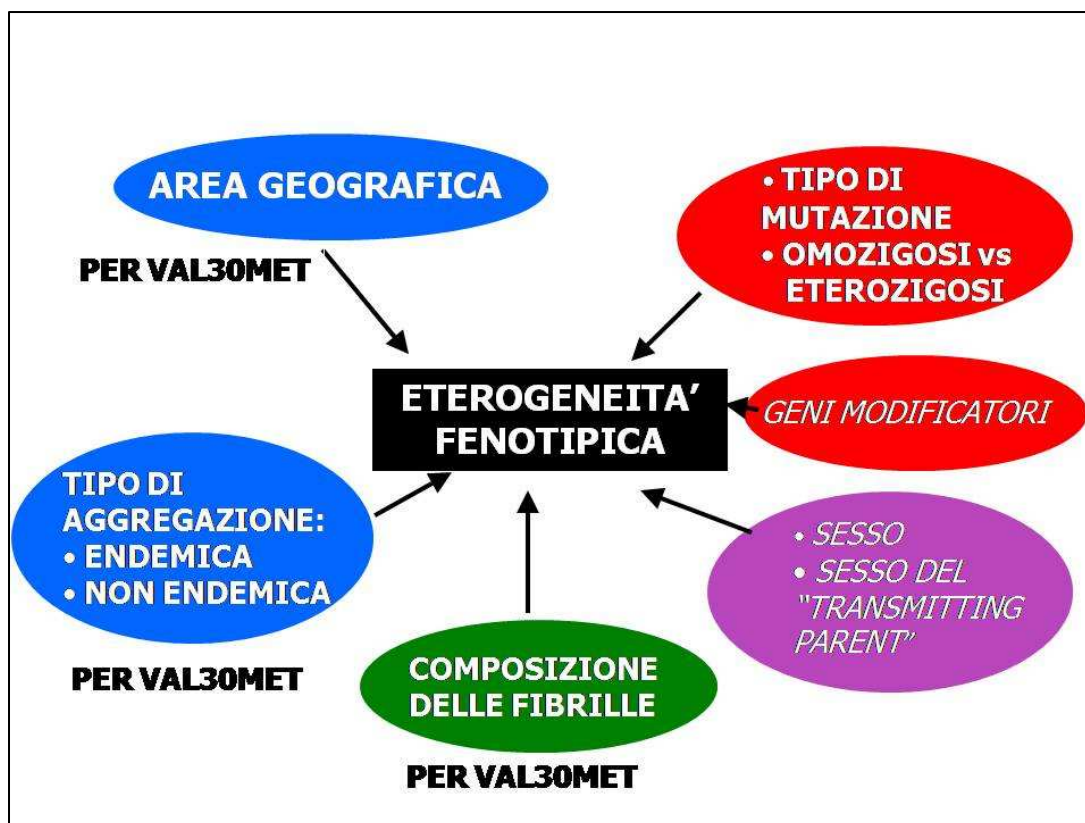 AREA GEOGRAFICA
PER VAL30MET
• TIPO DI
MUTAZIONE
• OMOZIGOSI vs
ETEROZIGOSI
ETEROGENEITA’
FENOTIPICA
GENI MODIFICATORI
TIPO DI
AGGREGAZIONE:
• ENDEMICA
• NON ENDEMICA
PER VAL30MET
• SESSO
• SESSO DEL
“TRANSMITTING
PARENT”
COMPOSIZIONE
DELLE FIBRILLE
PER VAL30MET